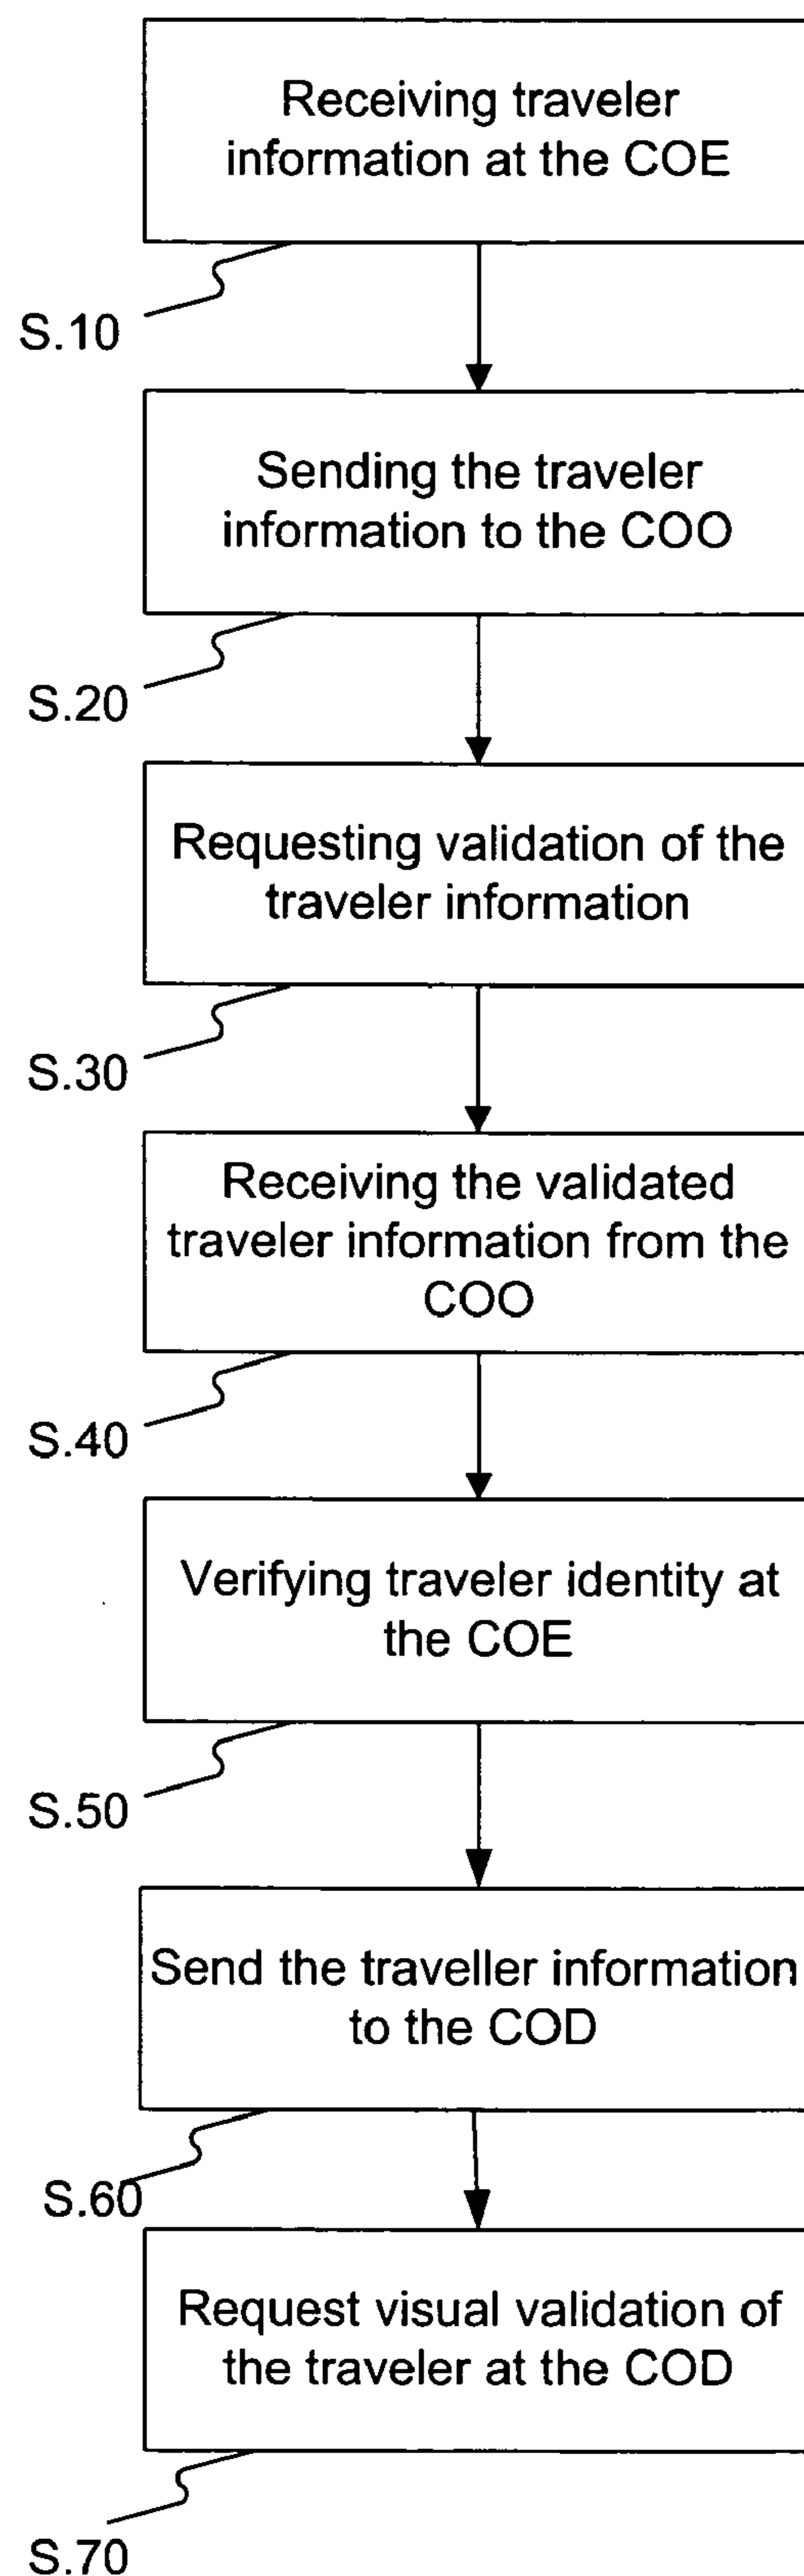 Receiving traveler
information at the COE
S.10
Sending the traveler
information to the COO
S.20
Requesting validation of the
traveler information
S.30
Receiving the validated
traveler information from the
COO
S.40
Verifying traveler identity at
the COE
S.50
Send the traveller information
to the COD
S.60
Request visual validation of
the traveler at the COD
S.70